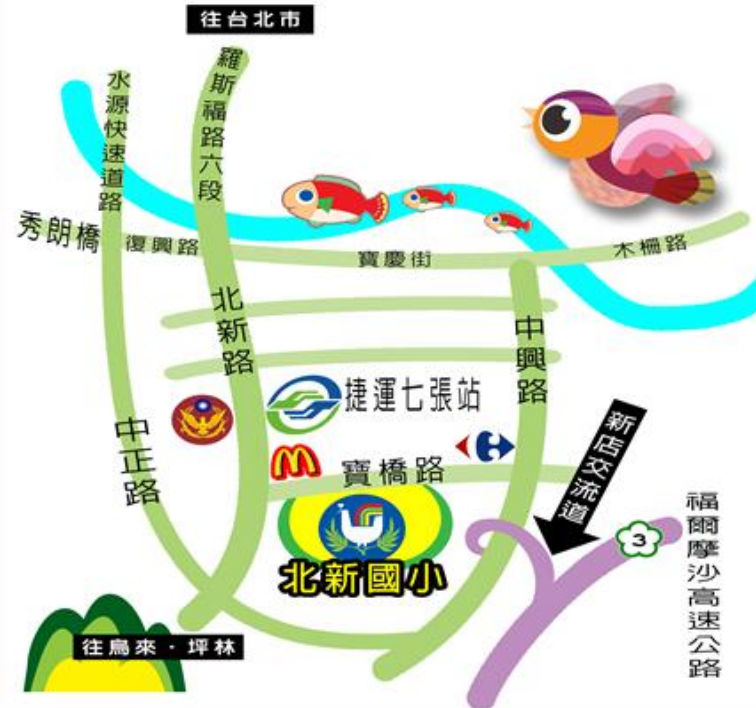 往台北市
羅斯福路六段
水源快速道路
秀朗橋
復興路
寶慶街
木柵路
北新路
中興路
捷運七張站
中正路
寶橋路
新店交流道
3
福爾摩沙高速公路
北新國小
往烏來・坪林